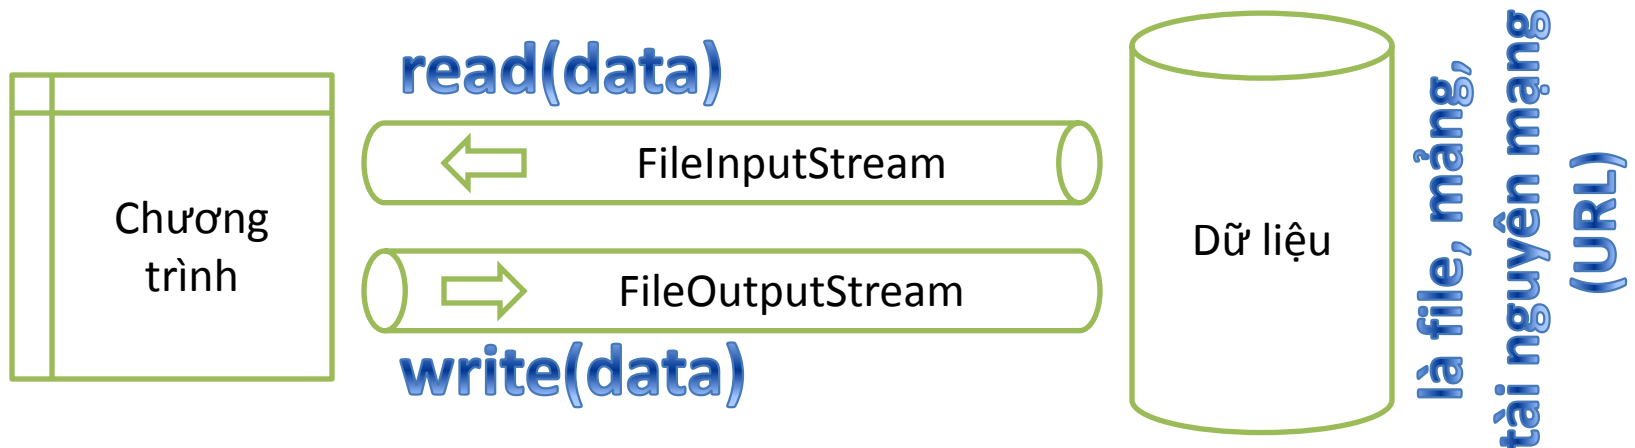 read(data)
FileInputStream
Chương
trình
FileOutputStream
write(data)
Dữ liệu
là file, mảng,
tài nguyên mạng
(URL)